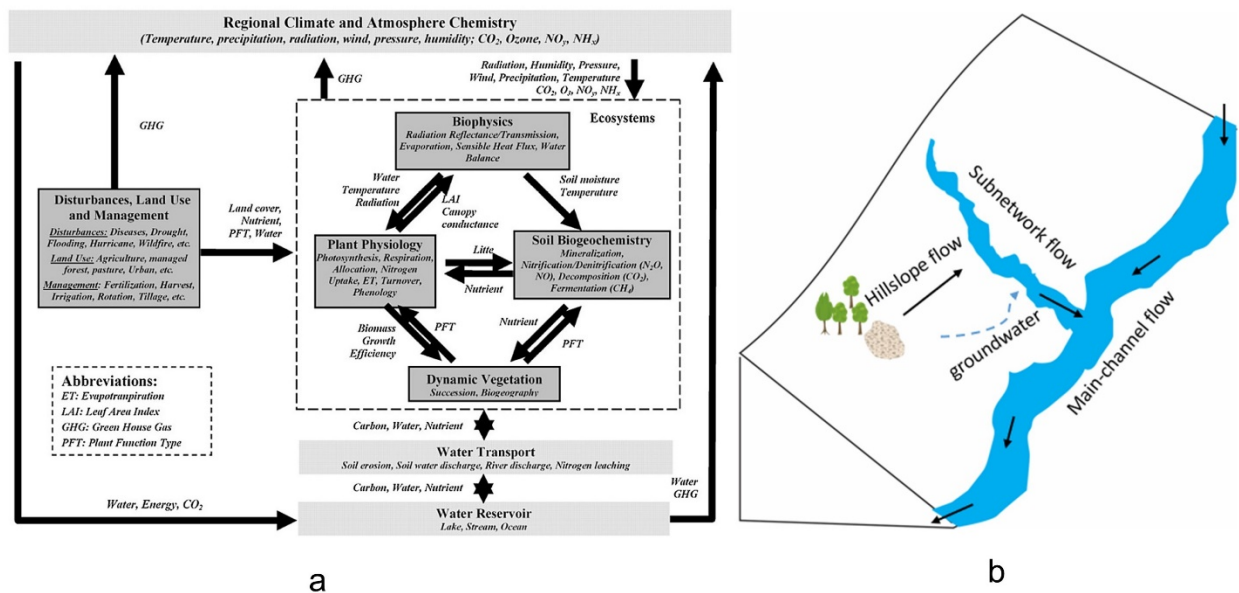 Regional Climate and Atmosphere Chemistry
(Temperature, precipitation, radiation, wind, pressure, humidity; CO₂, Ozone, NOy, NHx)
GHG
GHG
Radiation, Humidity, Pressure,
Wind, Precipitation, Temperature
CO₂, O₃, NOy, NHx
Ecosystems
Biophysics
Radiation Reflectance/Transmission,
Evaporation, Sensible Heat Flux, Water
Balance
Water
Temperature
Radiation
LAI
Canopy
conductance
Soil moisture
Temperature
Disturbances, Land Use
and Management
Disturbances: Diseases, Drought,
Flooding, Hurricane, Wildfire, etc.
Land Use: Agriculture, managed
forest, pasture, Urban, etc.
Management: Fertilization, Harvest,
Irrigation, Rotation, Tillage, etc.
Land cover,
Nutrient,
PFT, Water
Plant Physiology
Photosynthesis, Respiration,
Allocation, Nitrogen
Uptake, ET, Turnover,
Phenology
Litte
Nutrient
Soil Biogeochemistry
Mineralization,
Nitrification/Denitrification (N₂O,
NO), Decomposition (CO₂),
Fermentation (CH₄)
Biomass
Growth
Efficiency
PFT
Nutrient
PFT
Dynamic Vegetation
Succession, Biogeography
Abbreviations:
ET: Evapotranpiration
LAI: Leaf Area Index
GHG: Green House Gas
PFT: Plant Function Type
Carbon, Water, Nutrient
Water Transport
Soil erosion, Soil water discharge, River discharge, Nitrogen leaching
Carbon, Water, Nutrient
Water
GHG
Water, Energy, CO₂
Water Reservoir
Lake, Stream, Ocean
a
Subnetwork flow
Hillslope flow
groundwater
Main-channel flow
b